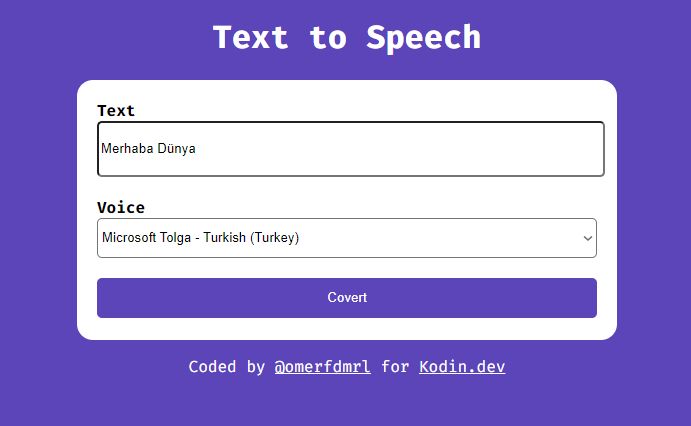 Text to Speech
Text
Merhaba Dünya
Voice
Microsoft Tolga - Turkish (Turkey)
Covert
Coded by @omerfdmrl for Kodin.dev